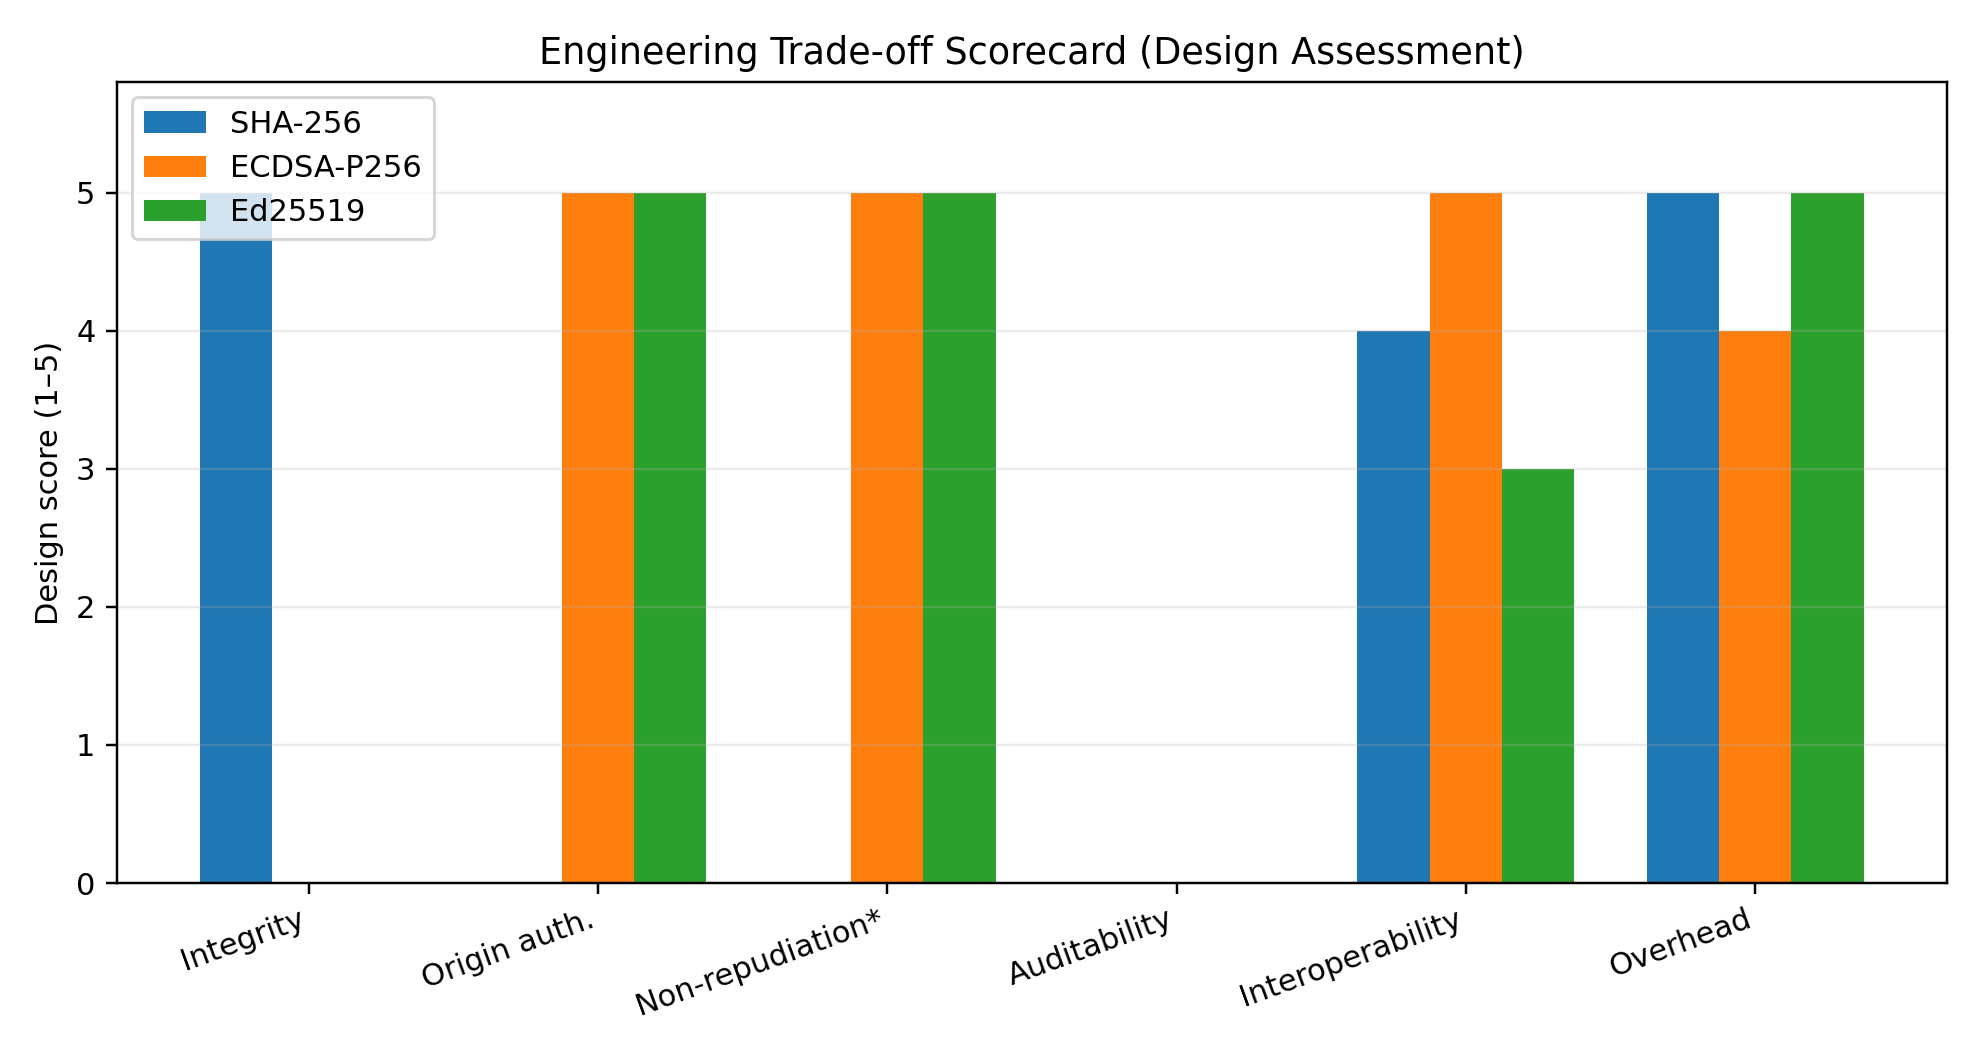 Engineering Trade-off Scorecard (Design Assessment)
SHA-256
ECDSA-P256
Ed25519
Design score (1–5)
5
4
3
2
1
0
Integrity
Origin auth.
Non-repudiation*
Auditability
Interoperability
Overhead